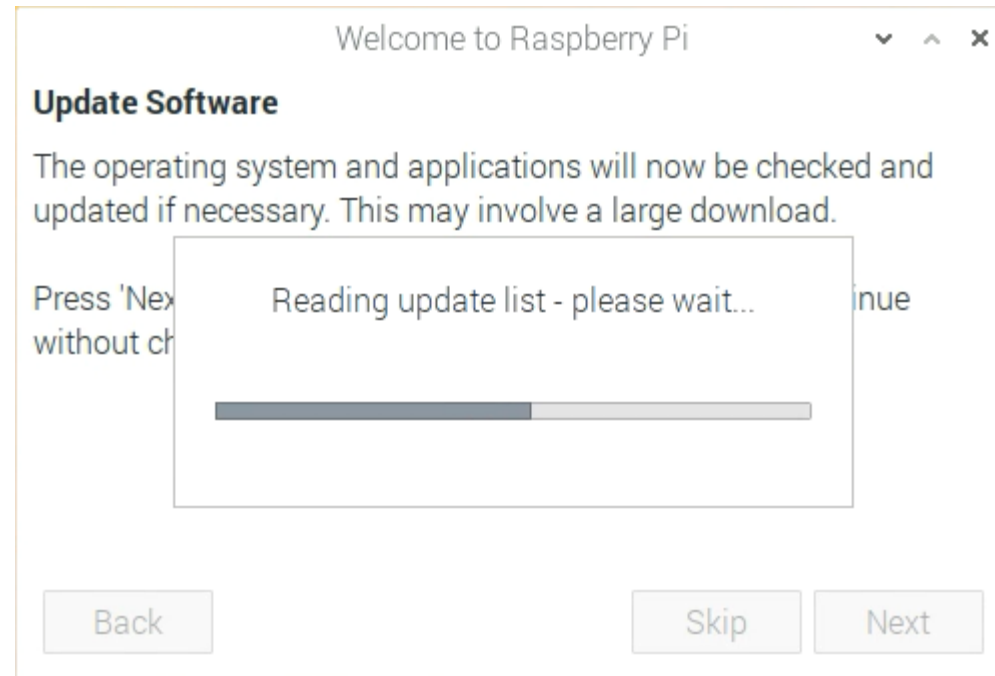 Welcome to Raspberry Pi
Update Software
The operating system and applications will now be checked and
updated if necessary. This may involve a large download.
Press 'Nex
inue
without ch
Reading update list - please wait...
Back
Skip
Next